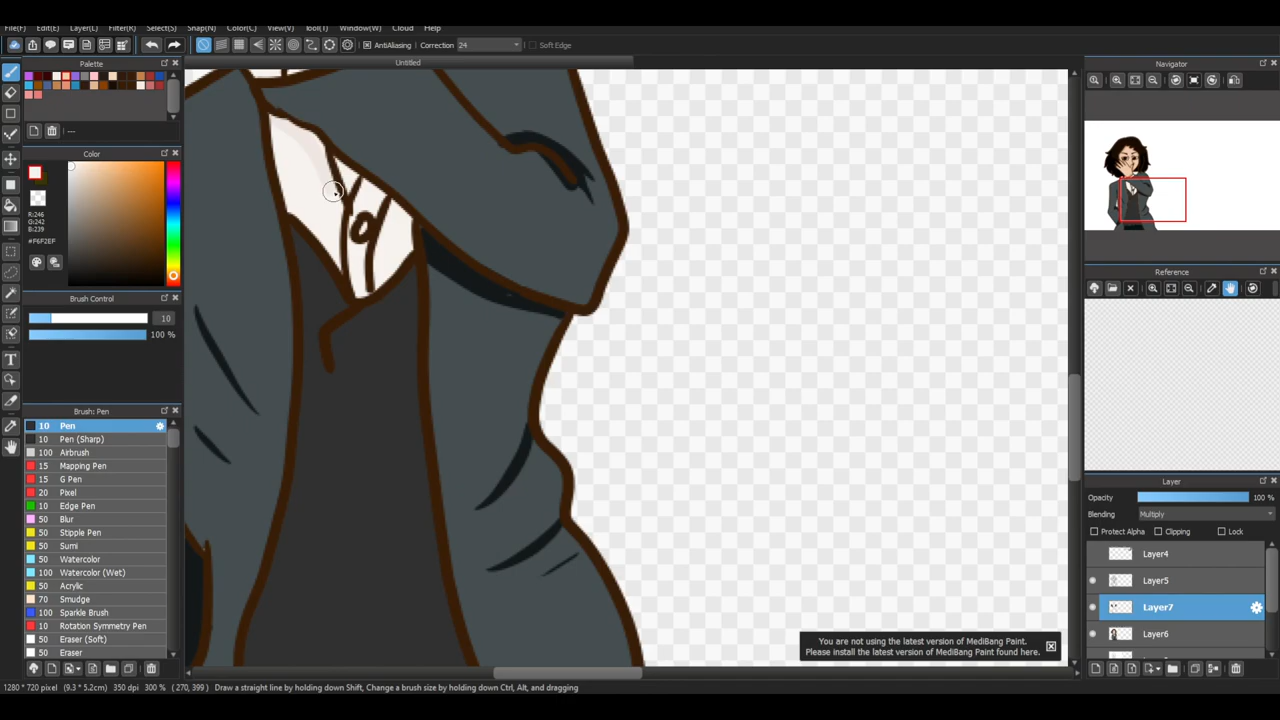 File(F) Edit(E) Layer(L) Filter(R) Select(S) Snap(N) Color(C) View(V) Tool(T) Window(W) Cloud Help
AntiAliasing Correction 24 Soft Edge
Palette
Untitled
Navigator
---
Color
R:246
G:242
B:239
#F6F2EF
Brush Control
10
100 %
Reference
Brush: Pen
10 Pen
10 Pen (Sharp)
100 Airbrush
15 Mapping Pen
15 G Pen
20 Pixel
10 Edge Pen
50 Blur
50 Stipple Pen
50 Sumi
50 Watercolor
100 Watercolor (Wet)
50 Acrylic
50 Smudge
100 Sparkle Brush
10 Rotation Symmetry Pen
50 Eraser (Soft)
50 Eraser
Layer
Opacity 100 %
Blending Multiply
Protect Alpha Clipping Lock
Layer4
Layer5
Layer7
Layer6
You are not using the latest version of MediBang Paint.
Please install the latest version of MediBang Paint found here.
1280 * 720 pixel (9.3 * 5.2cm) 350 dpi 300 % ( 270, 399 ) Draw a straight line by holding down Shift, Change a brush size by holding down Ctrl, Alt, and dragging